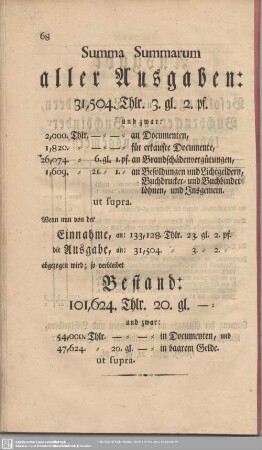 68
Summa Summarum
aller Ausgaben:
31,504. Thlr. 3. gl. 2. pf.
und zwar:
2,000. Thlr. — = — = an Documenten,
1,820. = — = — = für erkaufte Documente,
26,074. = 6. gl. 1. pf. an Brandschädenvergütungen,
1,609. = 21. = 1. = an Besoldungen und Lichtgeldern,
Buchdrucker- und Buchbinder-
löhnen, und Insgemein.
ut supra.
Wenn nun von der
Einnahme, an: 133,128. Thlr. 23. gl. 2. pf.
die Ausgabe, an: 31,504. = 3. = 2. =
abgezogen wird; so verbleibet
Bestand:
101,624. Thlr. 20. gl. — =
und zwar:
54,000. Thlr. — = — = in Documenten, und
47,624. = 20. gl. — = in baarem Gelde.
ut supra.